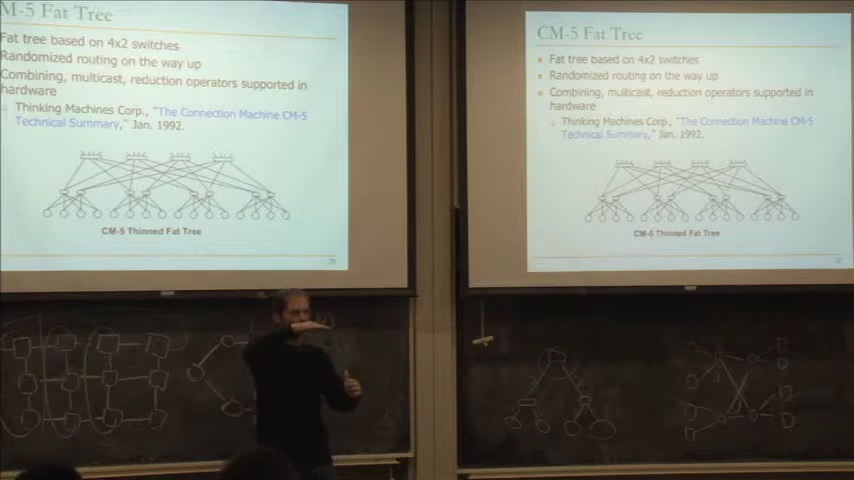 M-5 Fat Tree
Fat tree based on 4x2 switches
Randomized routing on the way up
Combining, multicast, reduction operators supported in
hardware
Thinking Machines Corp., "The Connection Machine CM-5
Technical Summary," Jan. 1992.
CM-5 Thinned Fat Tree
CM-5 Fat Tree
Fat tree based on 4x2 switches
Randomized routing on the way up
Combining, multicast, reduction operators supported in
hardware
Thinking Machines Corp., "The Connection Machine CM-5
Technical Summary," Jan. 1992.
CM-5 Thinned Fat Tree